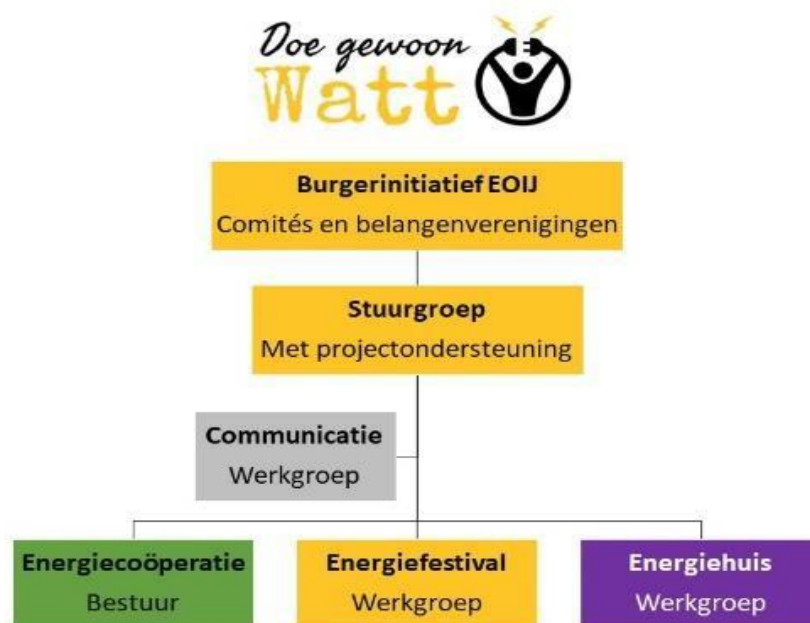 Doe gewoon
Watt
Burgerinitiatief EOIJ
Comités en belangenverenigingen
Stuurgroep
Met projectondersteuning
Communicatie
Werkgroep
Energiecoöperatie
Bestuur
Energiefestival
Werkgroep
Energiehuis
Werkgroep